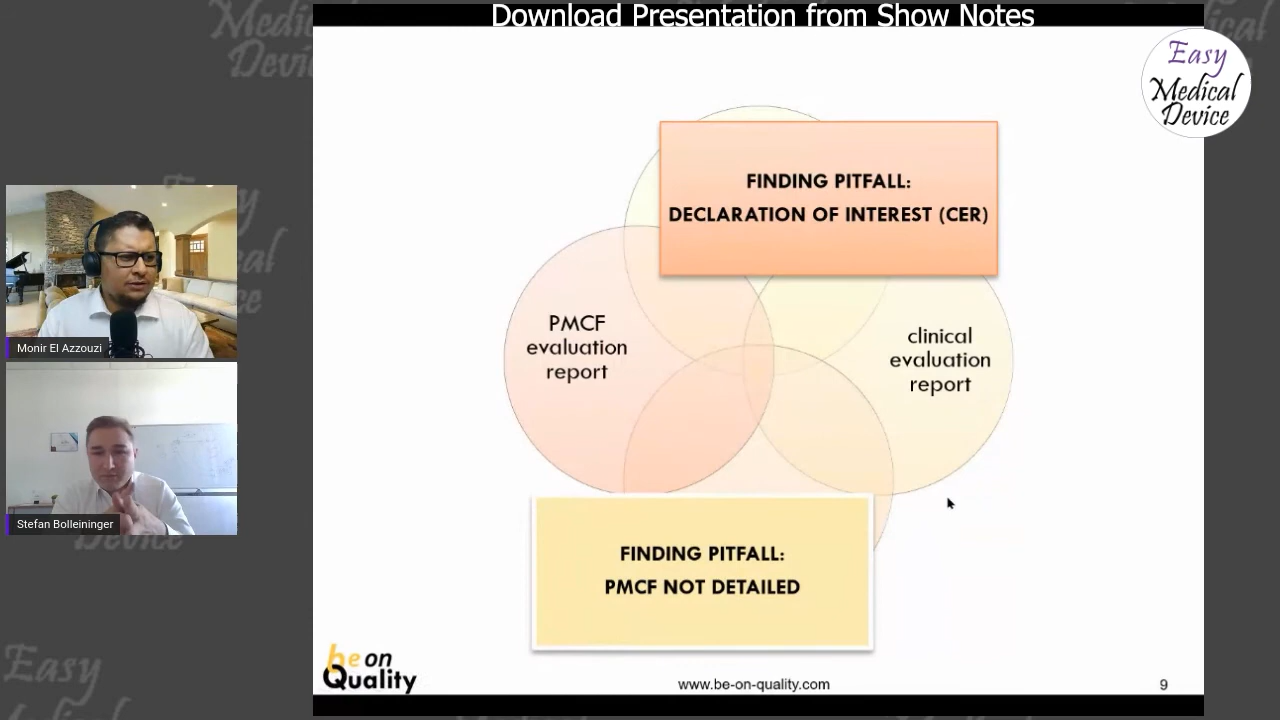 Download Presentation from Show Notes
Easy
Medical
Device
FINDING PITFALL:
DECLARATION OF INTEREST (CER)
PMCF
evaluation
report
clinical
evaluation
report
Monir El Azzouzi
Stefan Bolleininger
FINDING PITFALL:
PMCF NOT DETAILED
be on
Quality
www.be-on-quality.com
9